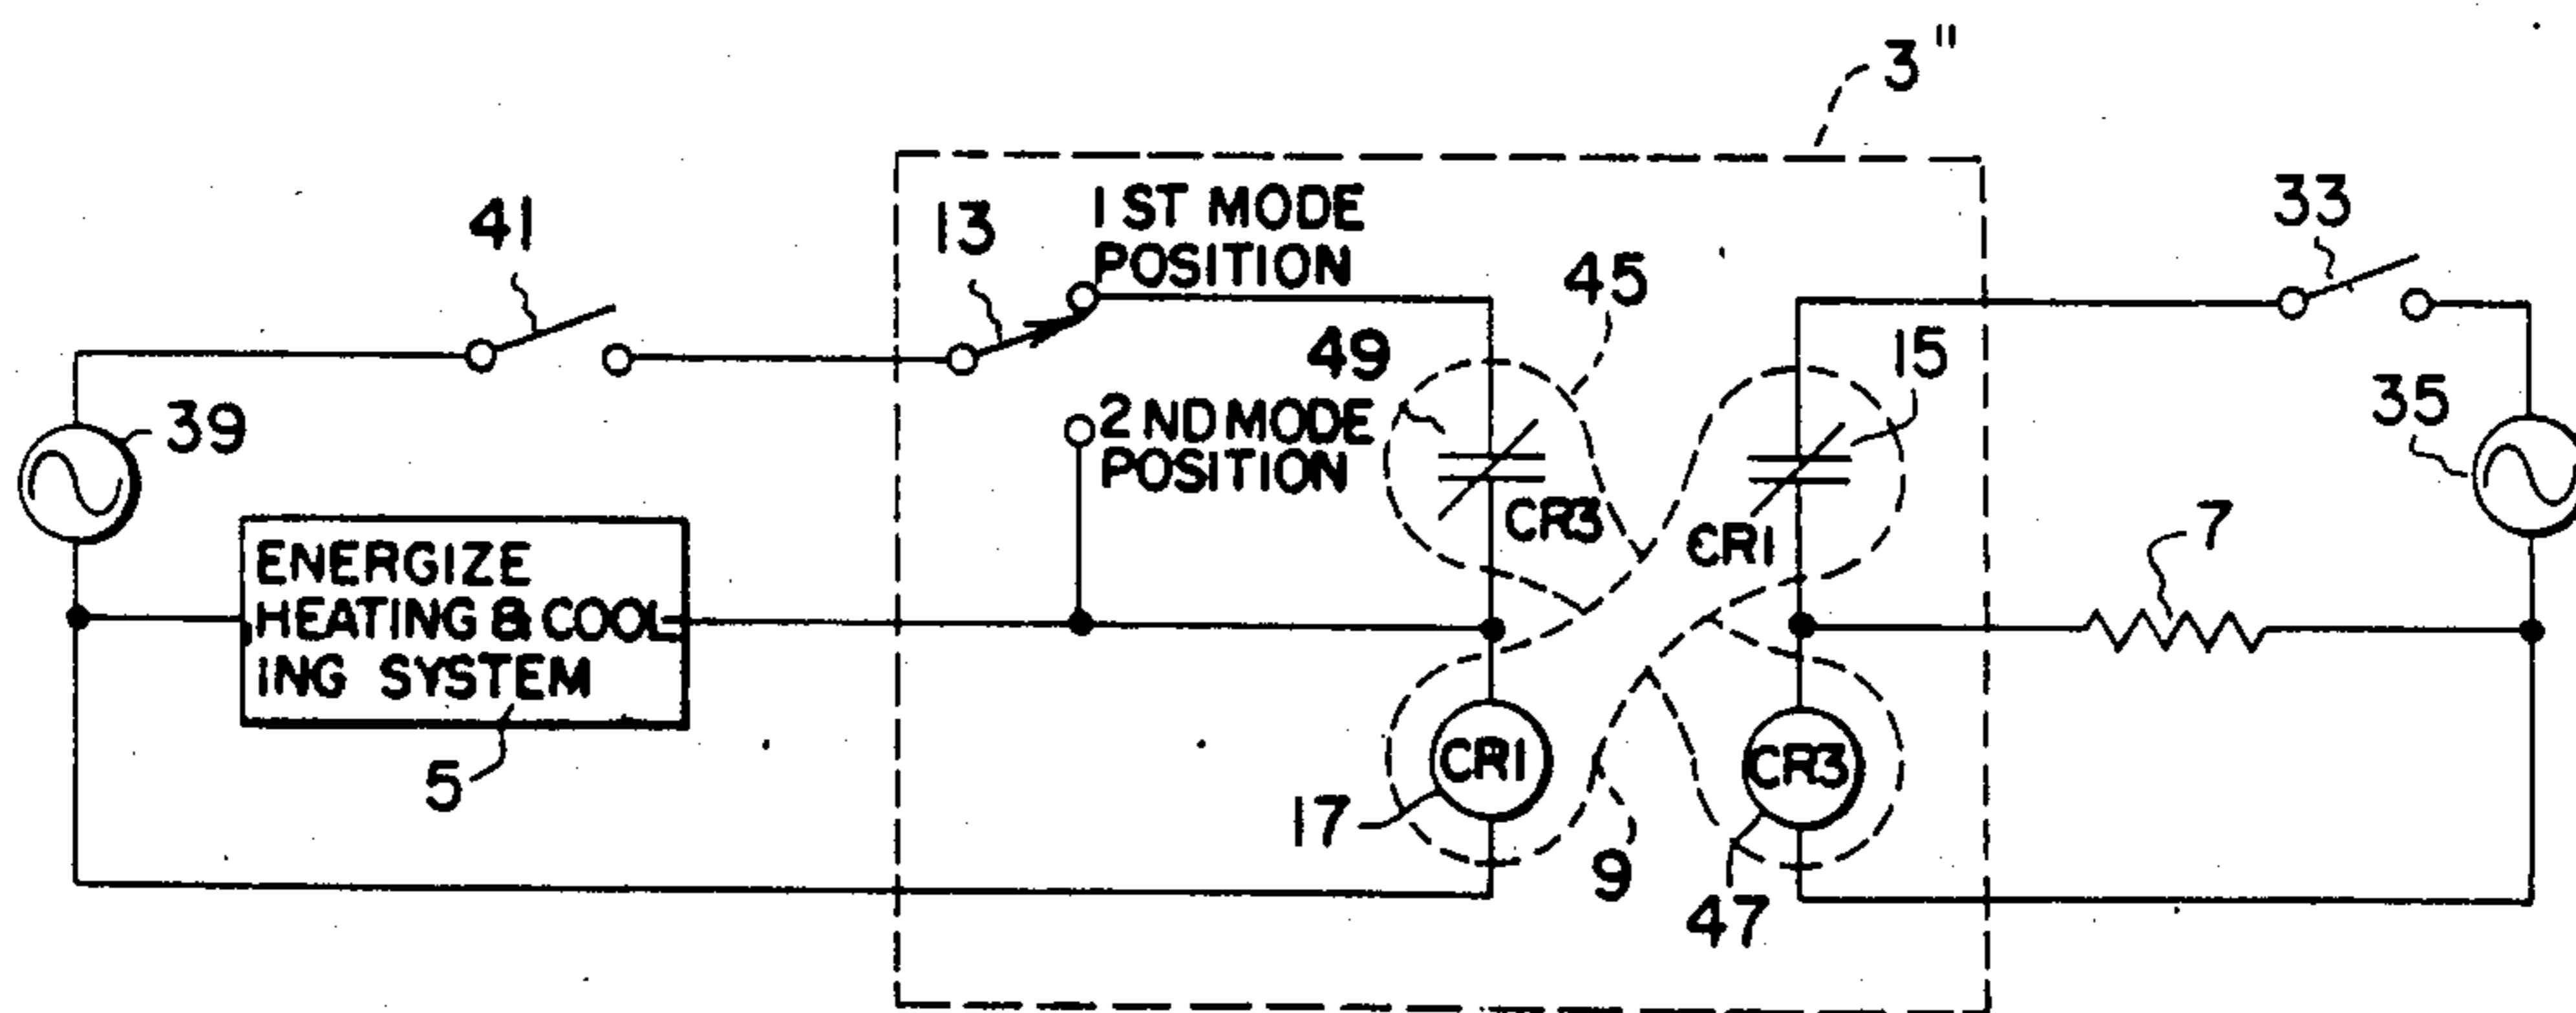 3"
41
13
1 ST MODE
POSITION
45
33
49
15
39
2 ND MODE
POSITION
35
CR3
CR1
7
ENERGIZE
HEATING & COOL-
ING SYSTEM
5
CR1
CR3
17
9
47